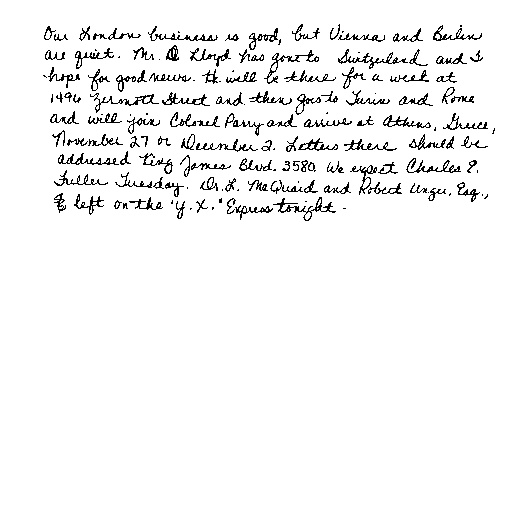 Our London business is good, but Vienna and Berlin
are quiet. Mr. D Lloyd has gone to Switzerland and I
hope for good news. He will be there for a week at
1496 Zermott Street and then goes to Turin and Rome
and will join Colonel Parry and arrive at Athens, Greece,
November 27 or December 2. Letters there should be
addressed King James Blvd. 3580. We expect Charles E.
Fuller Tuesday. Dr. L. McQuaid and Robert Unger, Esq.,
left on the "Y.X." Express tonight.